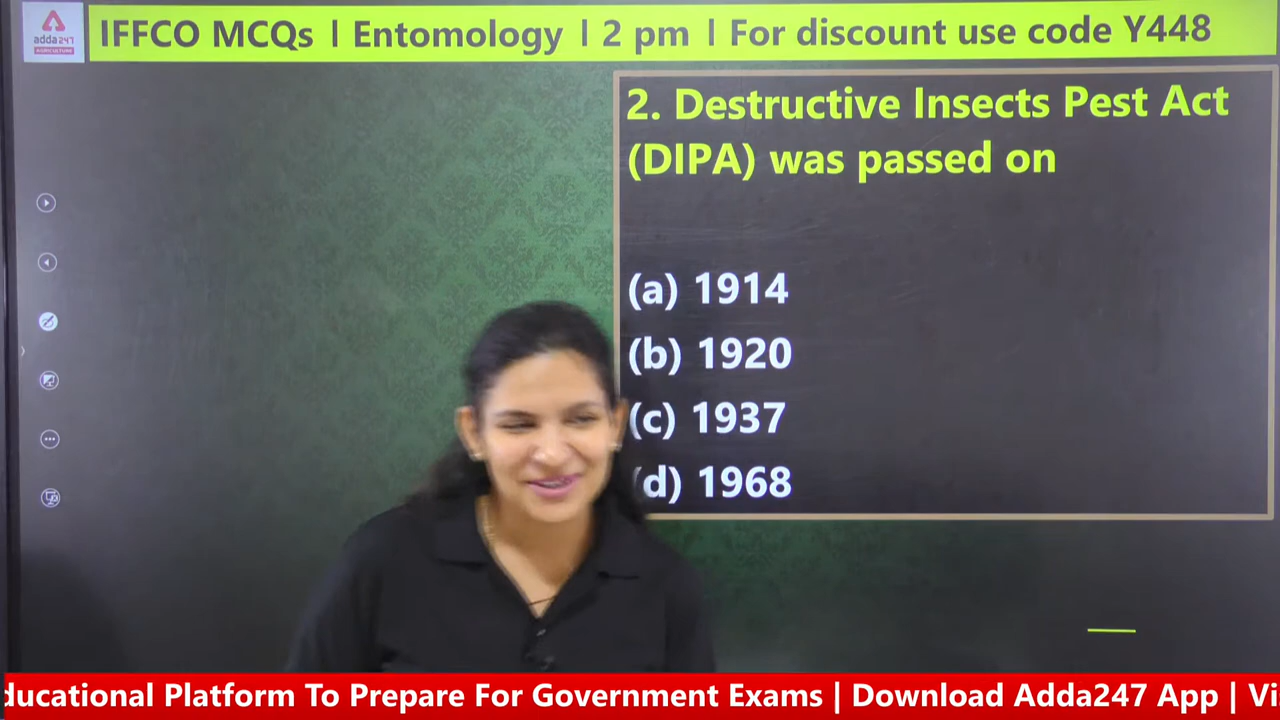 adda247
AGRICULTURE
IFFCO MCQs | Entomology | 2 pm | For discount use code Y448
2. Destructive Insects Pest Act
(DIPA) was passed on
(a) 1914
(b) 1920
(c) 1937
(d) 1968
ducational Platform To Prepare For Government Exams | Download Adda247 App | Vi